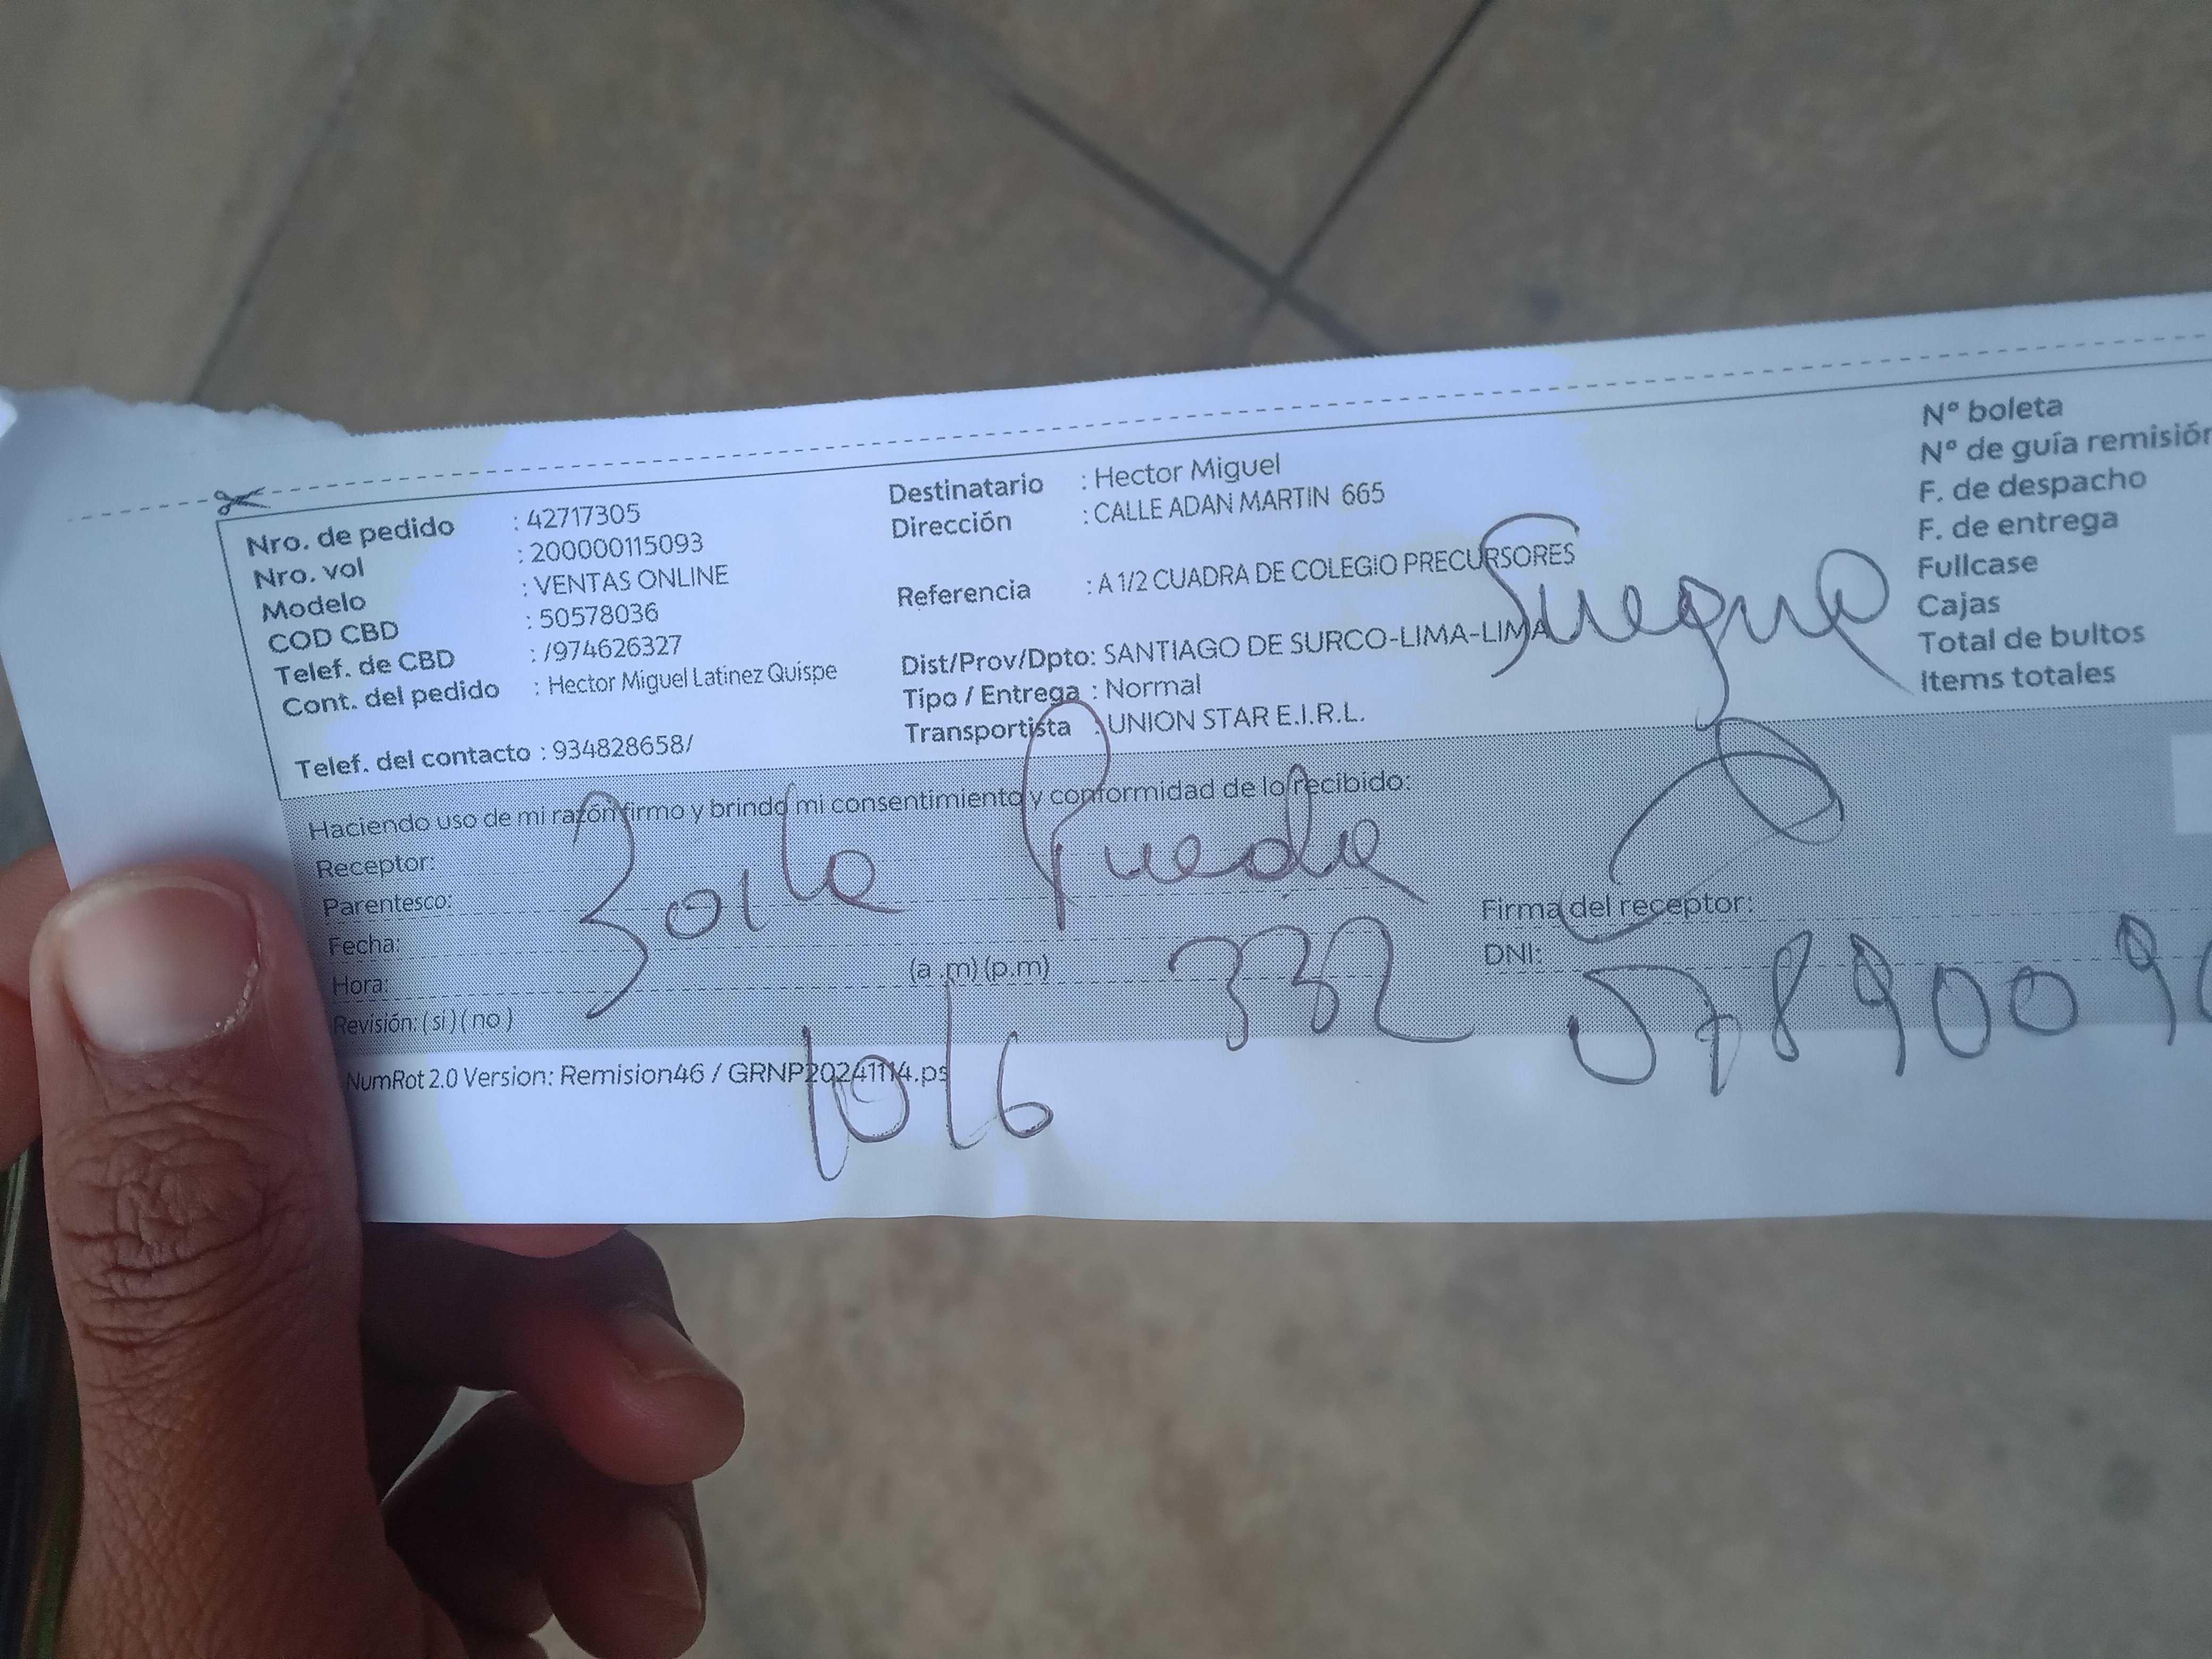 Nro. de pedido : 42717305
Nro. vol : 200000115093
Modelo : VENTAS ONLINE
COD CBD : 50578036
Telef. de CBD : /974626327
Cont. del pedido : Hector Miguel Latinez Quispe
Telef. del contacto : 934828658/
Destinatario : Hector Miguel
Dirección : CALLE ADAN MARTIN 665
Referencia : A 1/2 CUADRA DE COLEGIO PRECURSORES
Dist/Prov/Dpto: SANTIAGO DE SURCO-LIMA-LIMA
Tipo / Entrega : Normal
Transportista : UNION STAR E.I.R.L.
Nº boleta
Nº de guía remisión
F. de despacho
F. de entrega
Fullcase
Cajas
Total de bultos
Items totales
Suegra
Haciendo uso de mi razón firmo y brindo mi consentimiento y conformidad de lo recibido:
Receptor:
Parentesco:
Fecha:
Hora: (a .m) (p.m)
Revisión: ( si ) ( no )
332
1016
Firma del receptor:
DNI: 5789009
NumRot 2.0 Version: Remision46 / GRNP20241114.ps